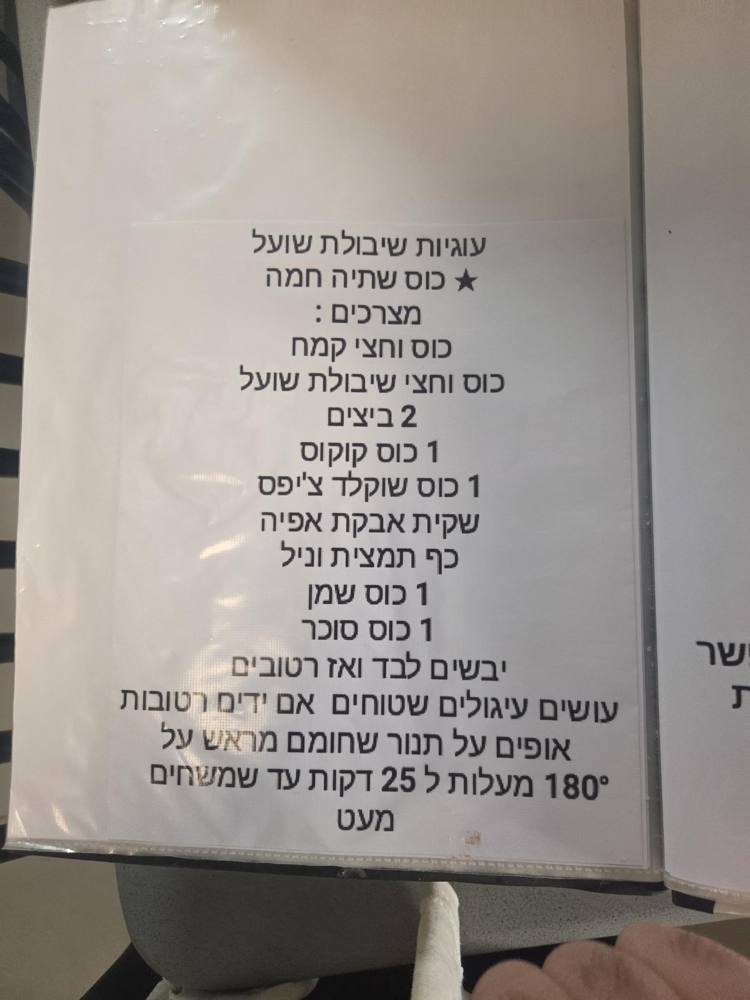 עוגיות שיבולת שועל
★ כוס שתיה חמה
מצרכים :
כוס וחצי קמח
כוס וחצי שיבולת שועל
2 ביצים
1 כוס קוקוס
1 כוס שוקלד צ'יפס
שקית אבקת אפיה
כף תמצית וניל
1 כוס שמן
1 כוס סוכר
יבשים לבד ואז רטובים
עושים עיגולים שטוחים אם ידים רטובות
אופים על תנור שחומם מראש על
180° מעלות ל 25 דקות עד שמשחים
מעט